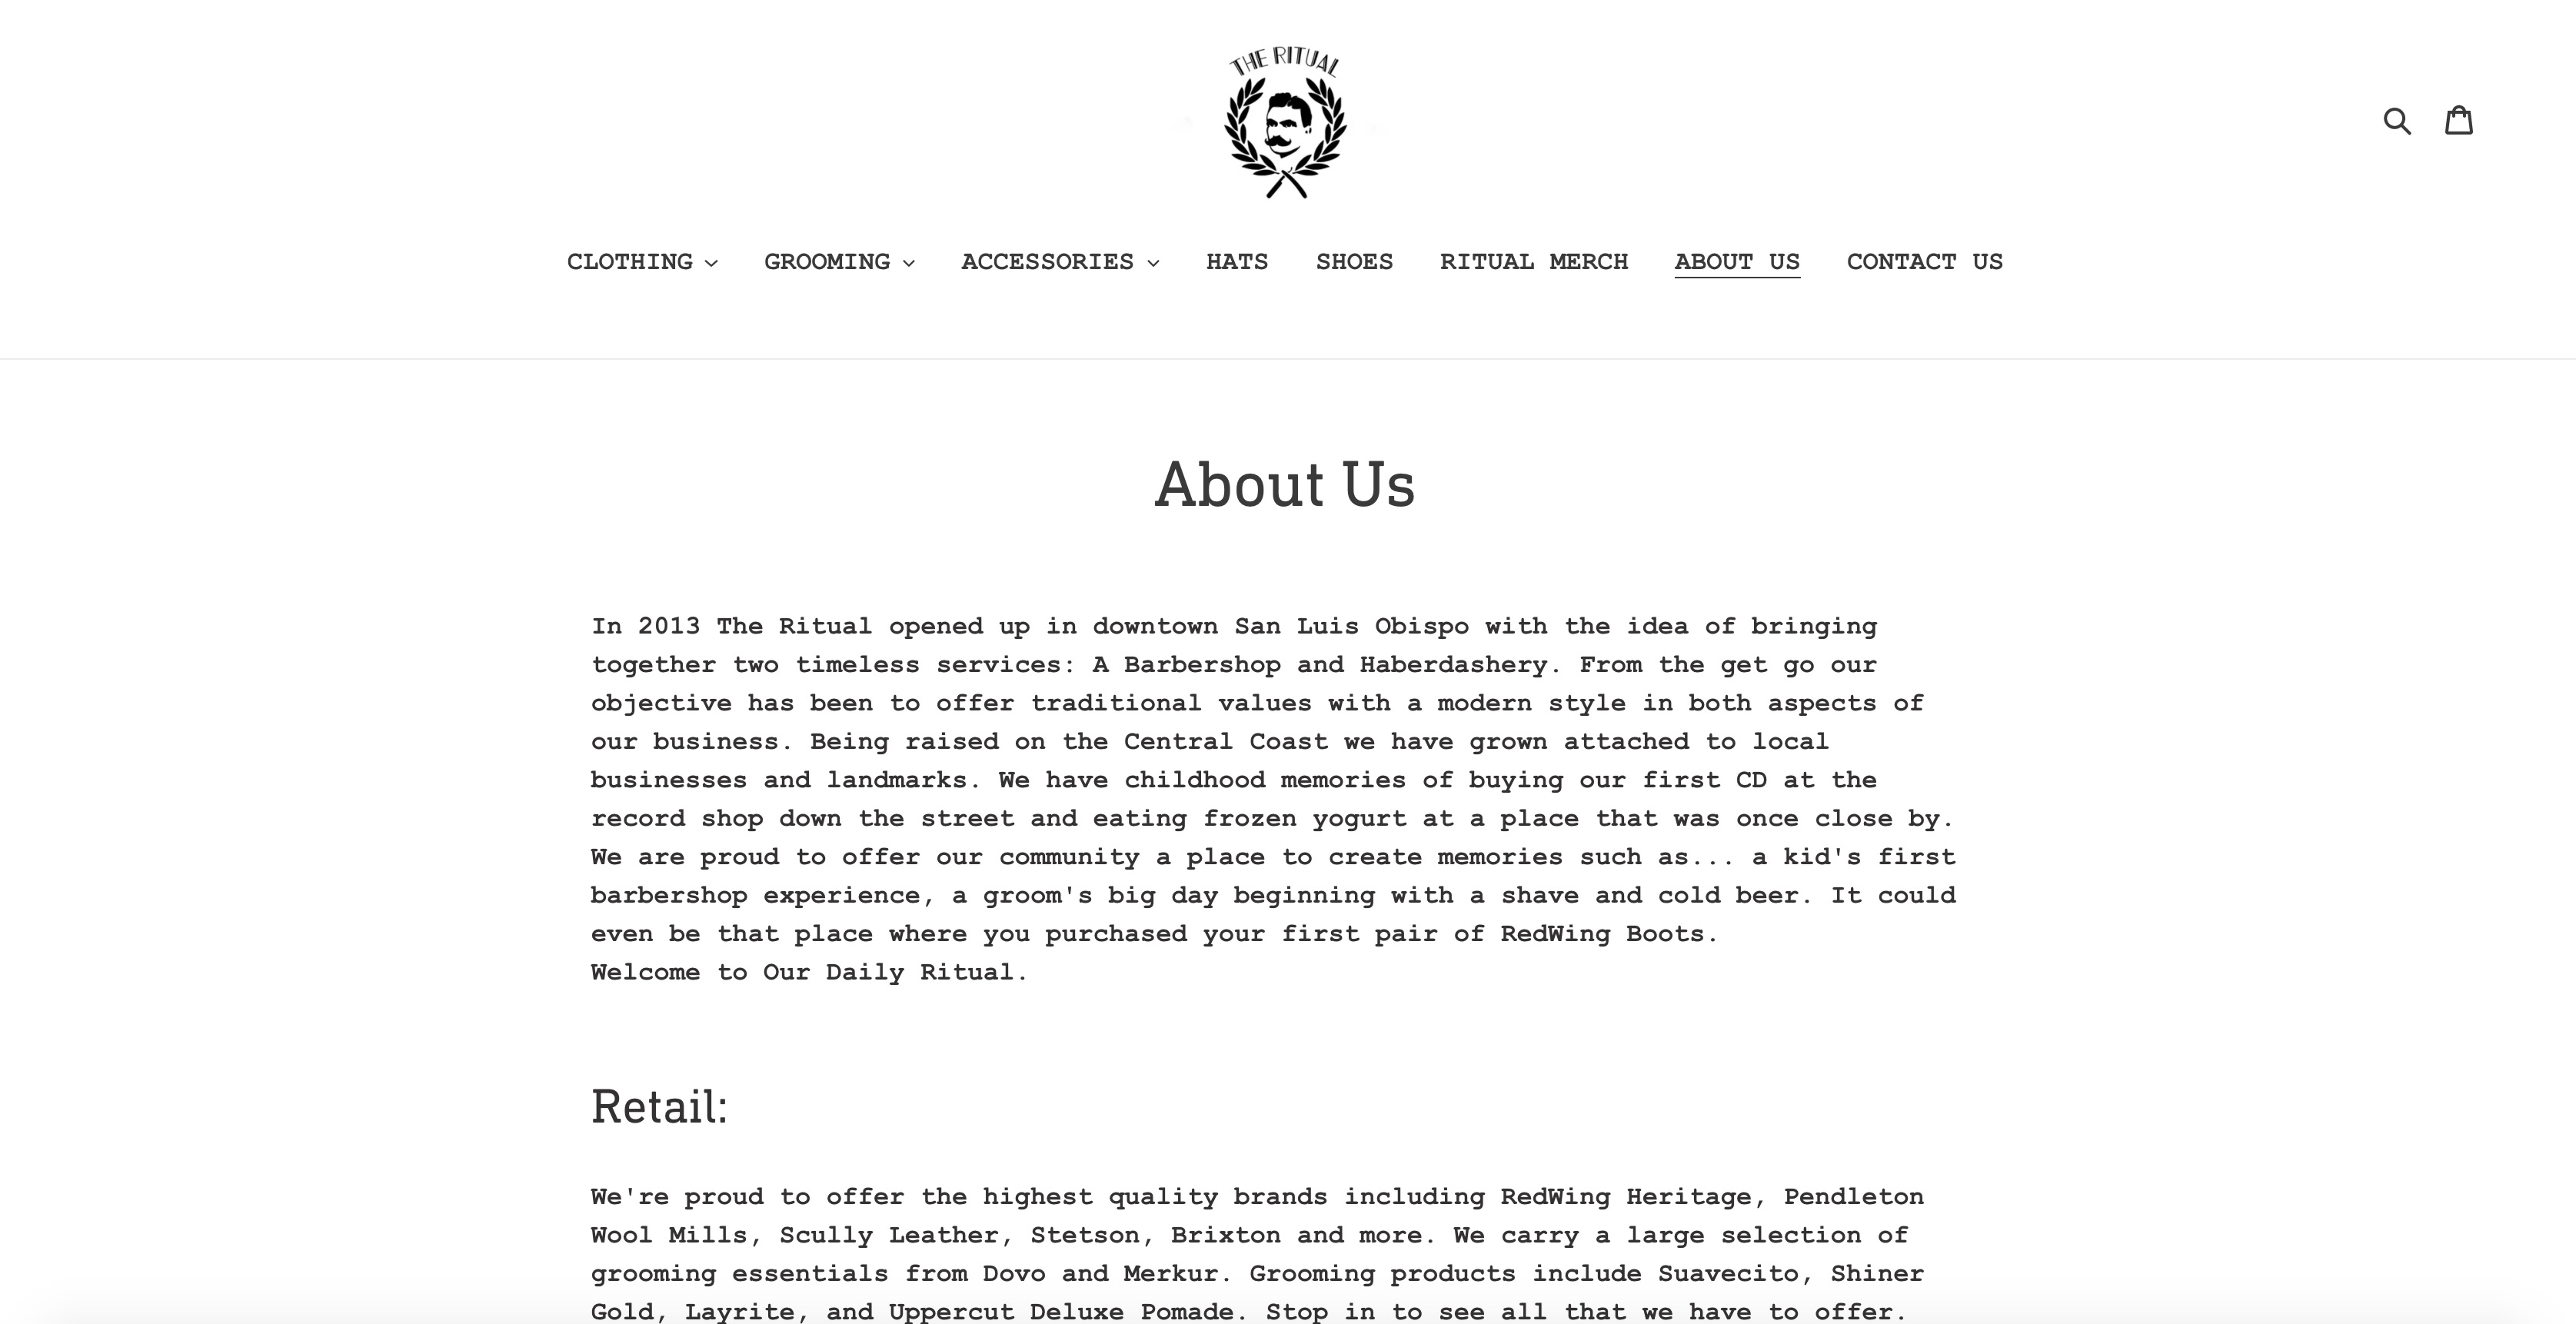 THE RITUAL
CLOTHING GROOMING ACCESSORIES HATS SHOES RITUAL MERCH ABOUT US CONTACT US
About Us
In 2013 The Ritual opened up in downtown San Luis Obispo with the idea of bringing
together two timeless services: A Barbershop and Haberdashery. From the get go our
objective has been to offer traditional values with a modern style in both aspects of
our business. Being raised on the Central Coast we have grown attached to local
businesses and landmarks. We have childhood memories of buying our first CD at the
record shop down the street and eating frozen yogurt at a place that was once close by.
We are proud to offer our community a place to create memories such as... a kid's first
barbershop experience, a groom's big day beginning with a shave and cold beer. It could
even be that place where you purchased your first pair of RedWing Boots.
Welcome to Our Daily Ritual.
Retail:
We're proud to offer the highest quality brands including RedWing Heritage, Pendleton
Wool Mills, Scully Leather, Stetson, Brixton and more. We carry a large selection of
grooming essentials from Dovo and Merkur. Grooming products include Suavecito, Shiner
Gold, Layrite, and Uppercut Deluxe Pomade. Stop in to see all that we have to offer.